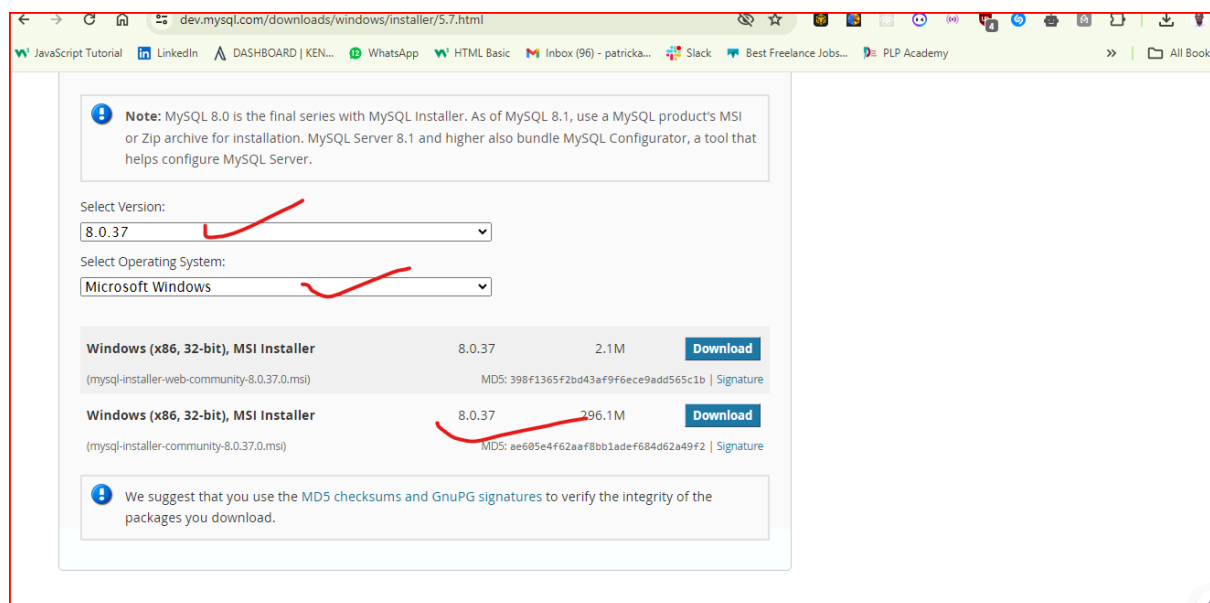 dev.mysql.com/downloads/windows/installer/5.7.html
4
JavaScript Tutorial LinkedIn DASHBOARD | KEN... WhatsApp HTML Basic Inbox (96) - patricka... Slack Best Freelance Jobs... PLP Academy » All Book
Note: MySQL 8.0 is the final series with MySQL Installer. As of MySQL 8.1, use a MySQL product's MSI
or Zip archive for installation. MySQL Server 8.1 and higher also bundle MySQL Configurator, a tool that
helps configure MySQL Server.
Select Version:
8.0.37
Select Operating System:
Microsoft Windows
Windows (x86, 32-bit), MSI Installer 8.0.37 2.1M Download
(mysql-installer-web-community-8.0.37.0.msi) MD5: 398f1365f2bd43af9f6ece9add565c1b | Signature
Windows (x86, 32-bit), MSI Installer 8.0.37 296.1M Download
(mysql-installer-community-8.0.37.0.msi) MD5: ae605e4f62aaf8bb1adef684d62a49f2 | Signature
We suggest that you use the MD5 checksums and GnuPG signatures to verify the integrity of the
packages you download.